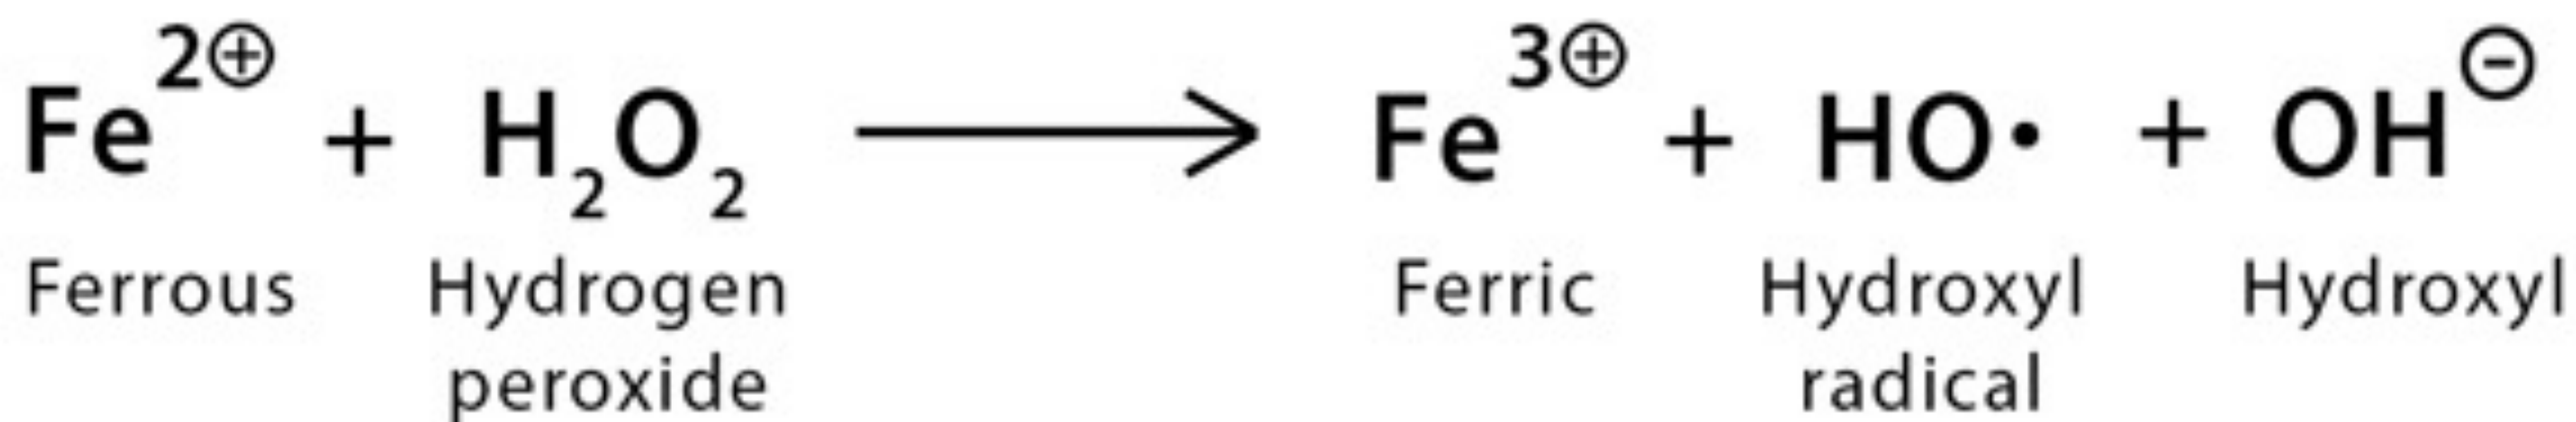 Fe²⊕ + H₂O₂ → Fe³⊕ + HO• + OH⊖
Ferrous Hydrogen peroxide Ferric Hydroxyl radical Hydroxyl